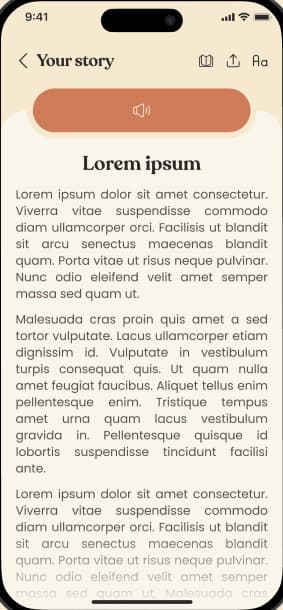 9:41
Your story
Aa
Lorem ipsum
Lorem ipsum dolor sit amet consectetur.
Viverra vitae suspendisse commodo
diam ullamcorper orci. Facilisis ut blandit
sit arcu senectus maecenas blandit
quam. Porta vitae ut risus neque pulvinar.
Nunc odio eleifend velit amet semper
massa sed quam ut.
Malesuada cras proin quis amet a sed
tortor vulputate. Lacus ullamcorper etiam
dignissim id. Vulputate in vestibulum
turpis consequat quis. Ut quam nulla
amet feugiat faucibus. Aliquet tellus enim
pellentesque enim. Tristique tempus
amet urna quam lacus vestibulum
gravida in. Pellentesque quisque id
lobortis suspendisse tincidunt facilisi
ante.
Lorem ipsum dolor sit amet consectetur.
Viverra vitae suspendisse commodo
diam ullamcorper orci. Facilisis ut blandit
sit arcu senectus maecenas blandit
quam. Porta vitae ut risus neque pulvinar.
Nunc odio eleifend velit amet semper
massa sed quam ut. Malesuada cras